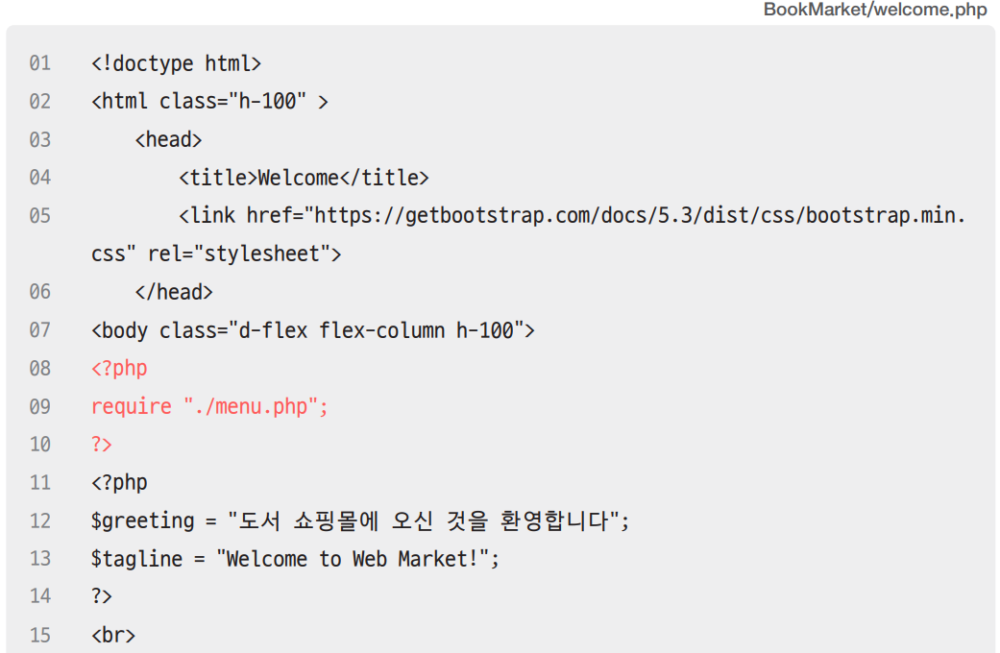 BookMarket/welcome.php
01 <!doctype html>
02 <html class="h-100" >
03 <head>
04 <title>Welcome</title>
05 <link href="https://getbootstrap.com/docs/5.3/dist/css/bootstrap.min.
css" rel="stylesheet">
06 </head>
07 <body class="d-flex flex-column h-100">
08 <?php
09 require "./menu.php";
10 ?>
11 <?php
12 $greeting = "도서 쇼핑몰에 오신 것을 환영합니다";
13 $tagline = "Welcome to Web Market!";
14 ?>
15 <br>